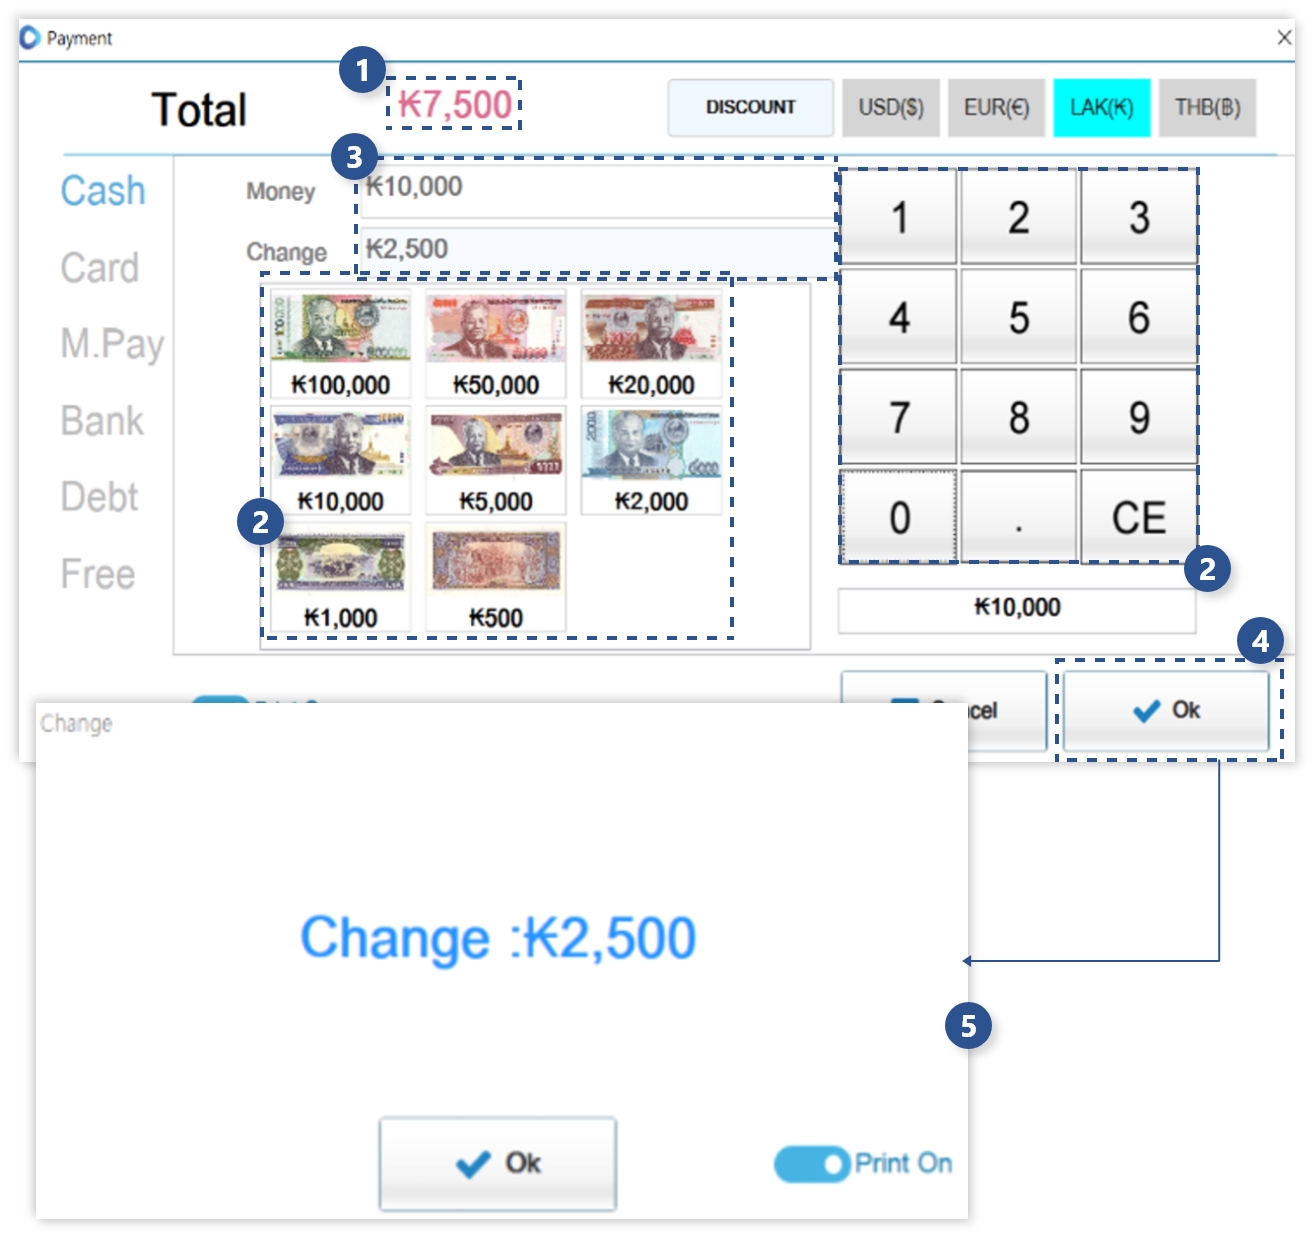 Payment
1
Total
₭7,500
DISCOUNT
USD($)
EUR(€)
LAK(₭)
THB(฿)
3
Cash
Card
M.Pay
Bank
Debt
Free
Money
₭10,000
Change
₭2,500
₭100,000
₭50,000
₭20,000
₭10,000
₭5,000
₭2,000
₭1,000
₭500
2
1
2
3
4
5
6
7
8
9
0
.
CE
2
₭10,000
4
Ok
Change
Change :₭2,500
5
Ok
Print On